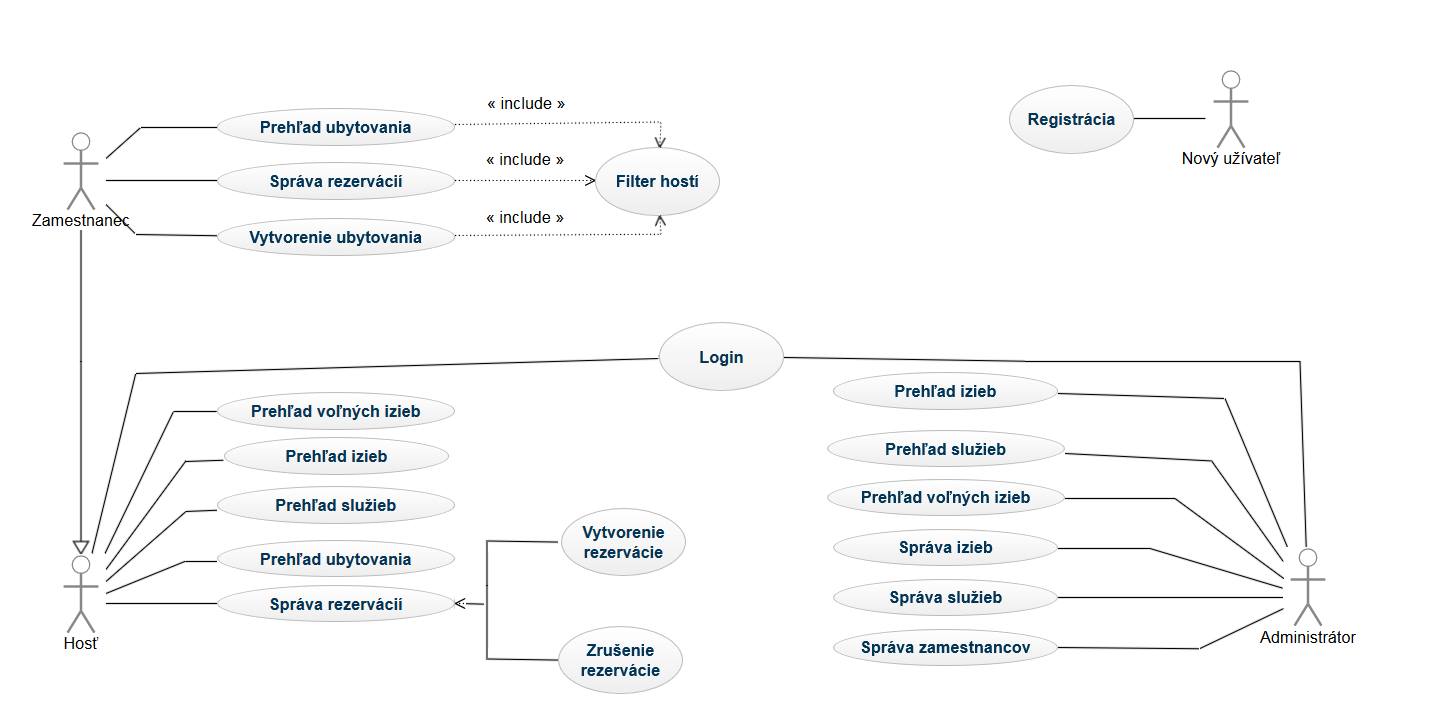 « include »
Prehľad ubytovania
Registrácia
Nový užívateľ
« include »
Správa rezervácií
Filter hostí
Zamestnanec
« include »
Vytvorenie ubytovania
Login
Prehľad voľných izieb
Prehľad izieb
Prehľad služieb
Prehľad ubytovania
Správa rezervácií
Hosť
Vytvorenie
rezervácie
Zrušenie
rezervácie
Prehľad izieb
Prehľad služieb
Prehľad voľných izieb
Správa izieb
Správa služieb
Správa zamestnancov
Administrátor